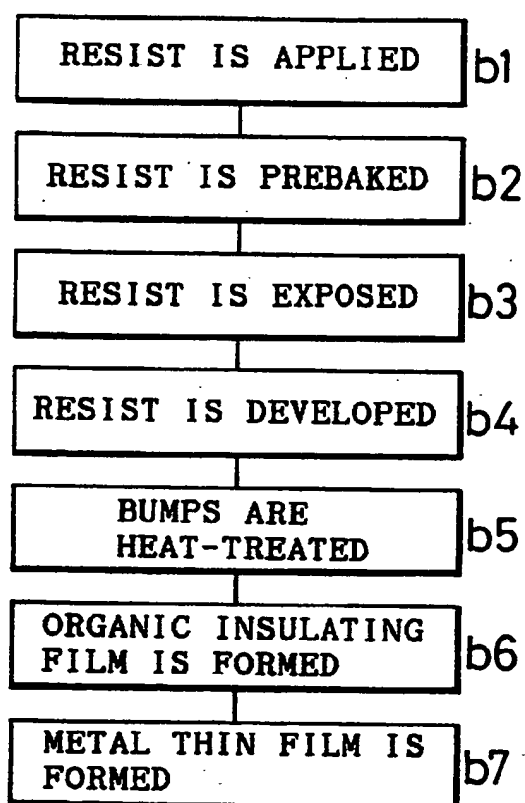 RESIST IS APPLIED b1
RESIST IS PREBAKED b2
RESIST IS EXPOSED b3
RESIST IS DEVELOPED b4
BUMPS ARE
HEAT-TREATED b5
ORGANIC INSULATING
FILM IS FORMED b6
METAL THIN FILM IS
FORMED b7